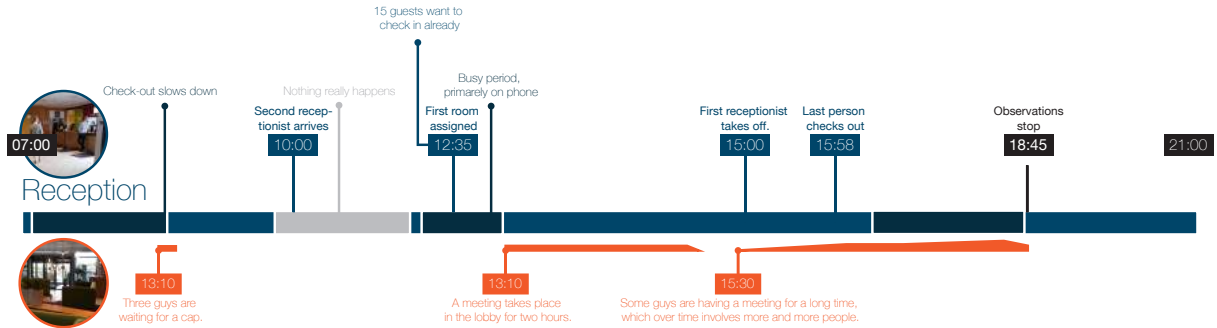 15 guests want to
check in already
Check-out slows down
Nothing really happens
Busy period,
primarely on phone
Second recep-
tionist arrives
First room
assigned
First receptionist
takes off.
Last person
checks out
Observations
stop
07:00
10:00
12:35
15:00
15:58
18:45
21:00
Reception
13:10
Three guys are
waiting for a cap.
13:10
A meeting takes place
in the lobby for two hours.
15:30
Some guys are having a meeting for a long time,
which over time involves more and more people.